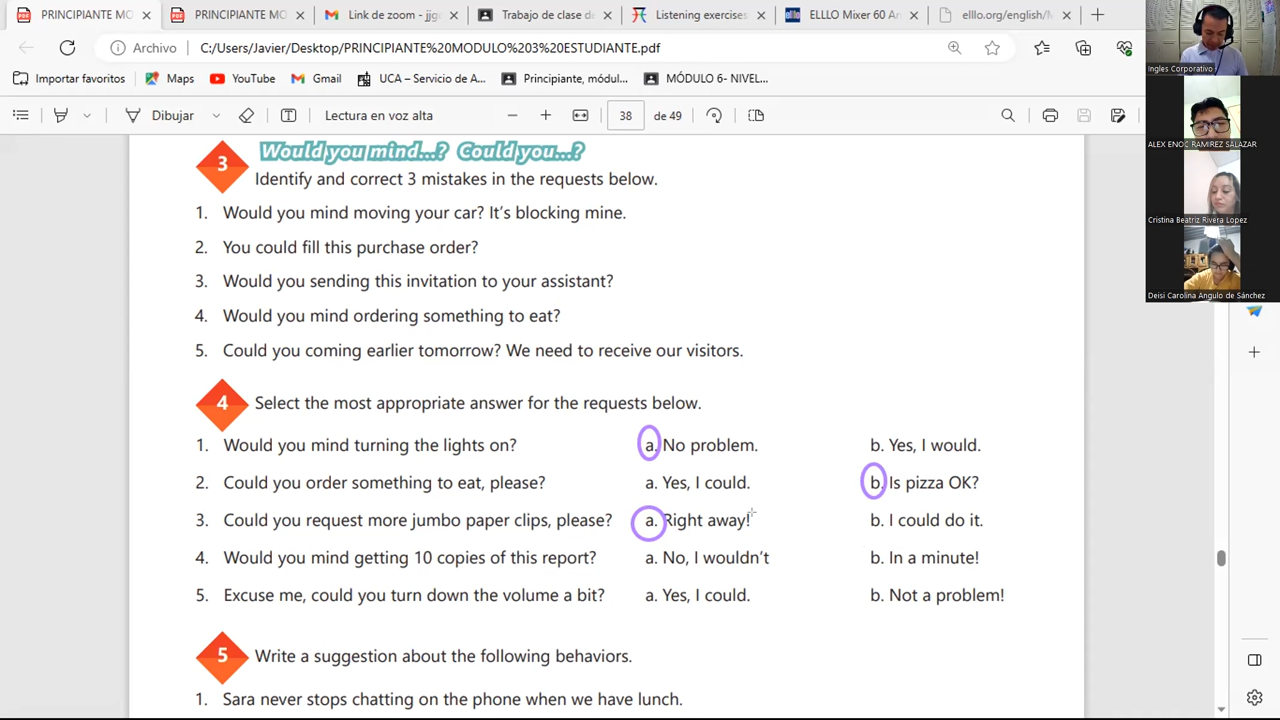 PRINCIPIANTE MO
PRINCIPIANTE MO
Link de zoom - jjg
Trabajo de clase de
Listening exercises
ELLLO Mixer 60 A
elllo.org/english/
Archivo
C:/Users/Javier/Desktop/PRINCIPIANTE%20MODULO%203%20ESTUDIANTE.pdf
Importar favoritos
Maps
YouTube
Gmail
UCA – Servicio de A...
Principiante, módul...
MÓDULO 6- NIVEL...
Dibujar
Lectura en voz alta
38
de 49
Ingles Corporativo
ALEX ENOC RAMIREZ SALAZAR
Cristina Beatriz Rivera Lopez
Deisi Carolina Angulo de Sánchez
3
Would you mind...? Could you...?
Identify and correct 3 mistakes in the requests below.
1. Would you mind moving your car? It's blocking mine.
2. You could fill this purchase order?
3. Would you sending this invitation to your assistant?
4. Would you mind ordering something to eat?
5. Could you coming earlier tomorrow? We need to receive our visitors.
4
Select the most appropriate answer for the requests below.
1. Would you mind turning the lights on? a. No problem. b. Yes, I would.
2. Could you order something to eat, please? a. Yes, I could. b. Is pizza OK?
3. Could you request more jumbo paper clips, please? a. Right away! b. I could do it.
4. Would you mind getting 10 copies of this report? a. No, I wouldn't b. In a minute!
5. Excuse me, could you turn down the volume a bit? a. Yes, I could. b. Not a problem!
5
Write a suggestion about the following behaviors.
1. Sara never stops chatting on the phone when we have lunch.